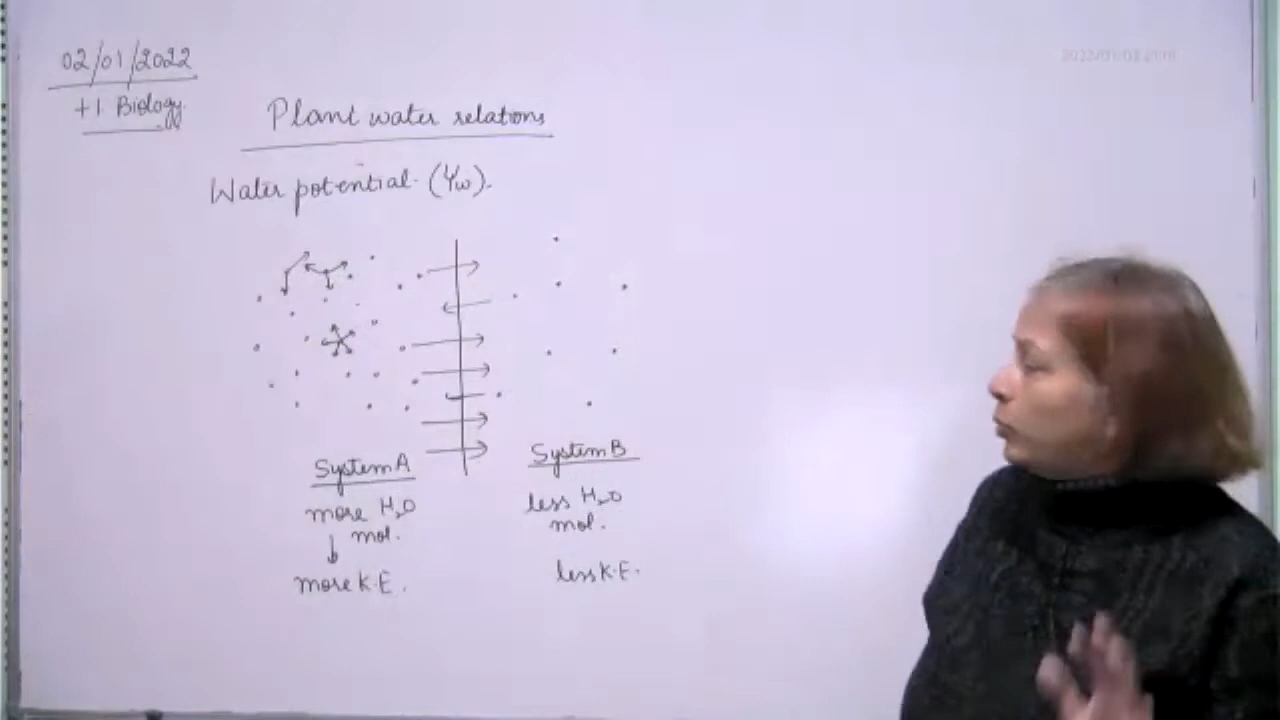 02/01/2022
+1 Biology.
Plant water relations
Water potential. (Ψw).
System A
more H2O
mol.
more K.E.
System B
less H2O
mol.
less K.E.